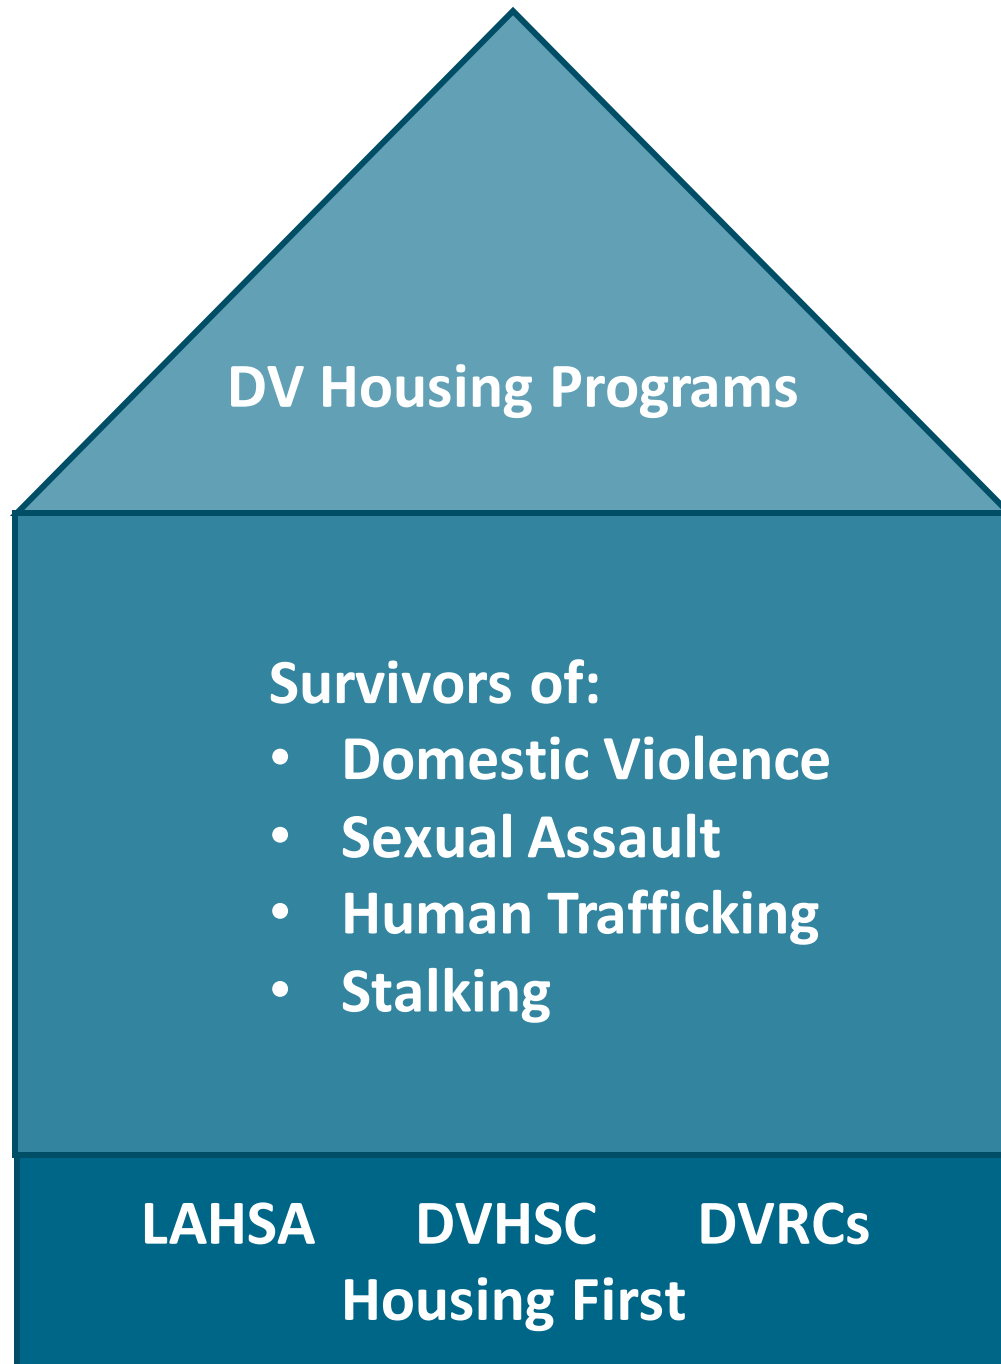 DV Housing Programs
Survivors of:
• Domestic Violence
• Sexual Assault
• Human Trafficking
• Stalking
LAHSA DVHSC DVRCs
Housing First